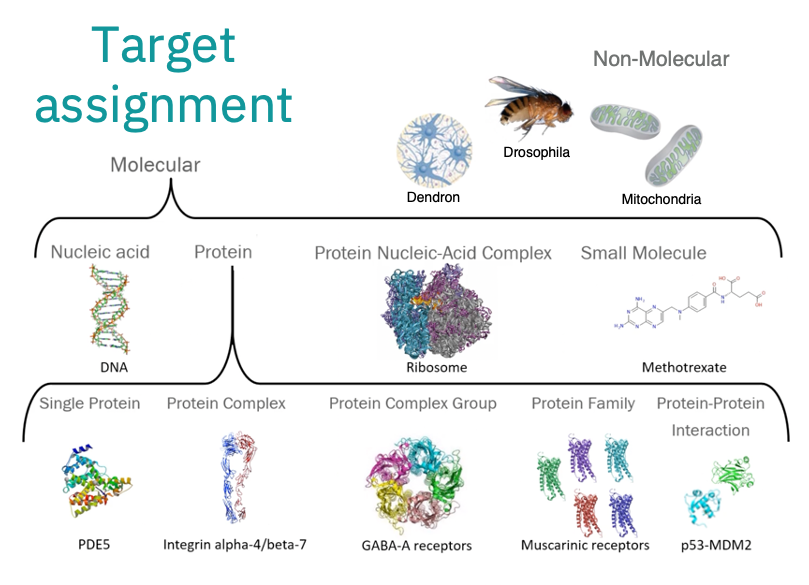 Target
assignment
Non-Molecular
Drosophila
Dendron
Mitochondria
Molecular
Nucleic acid
Protein
Protein Nucleic-Acid Complex
Small Molecule
DNA
Ribosome
Methotrexate
Single Protein
Protein Complex
Protein Complex Group
Protein Family
Protein-Protein
Interaction
PDE5
Integrin alpha-4/beta-7
GABA-A receptors
Muscarinic receptors
p53-MDM2